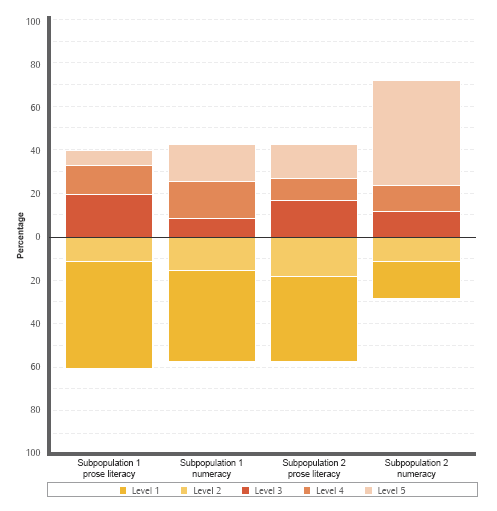 100
80
60
40
20
0
20
40
60
80
100
Percentage
Subpopulation 1
prose literacy
Subpopulation 1
numeracy
Subpopulation 2
prose literacy
Subpopulation 2
numeracy
Level 1 Level 2 Level 3 Level 4 Level 5